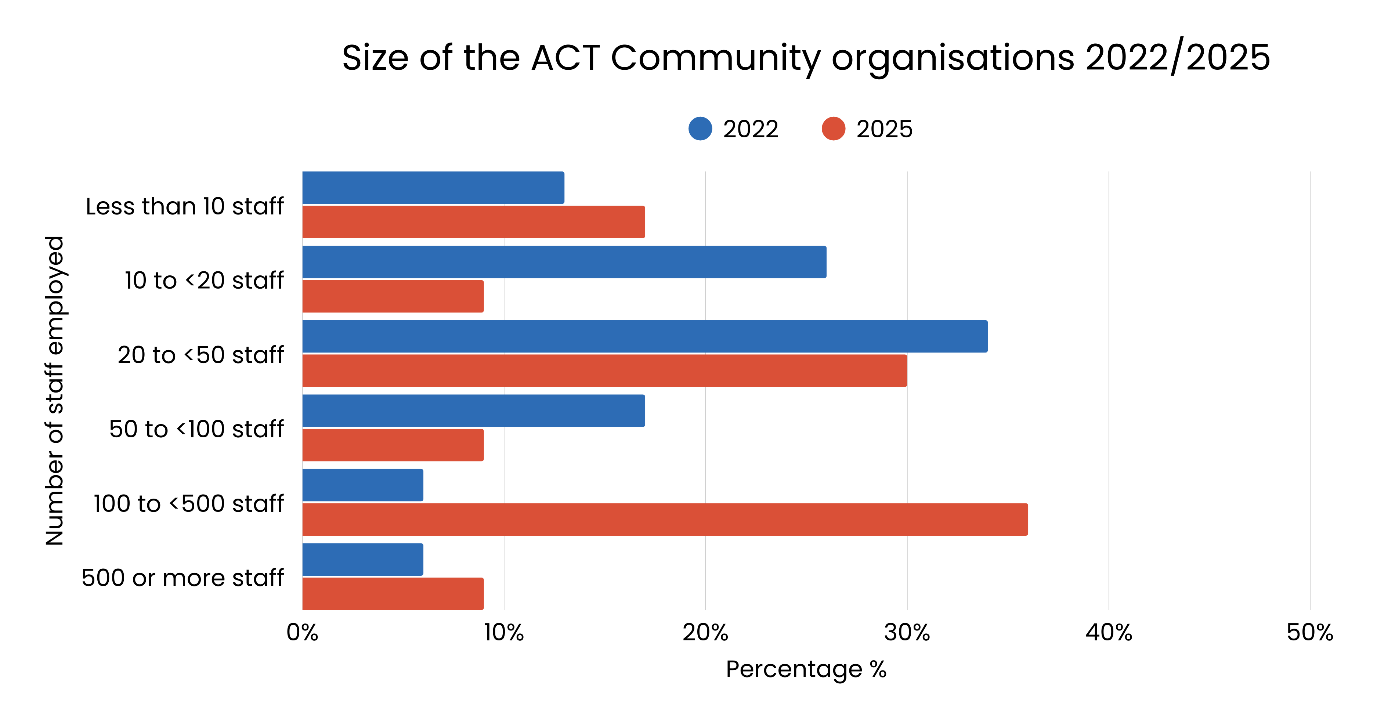 Size of the ACT Community organisations 2022/2025
2022 2025
Number of staff employed
Less than 10 staff
10 to <20 staff
20 to <50 staff
50 to <100 staff
100 to <500 staff
500 or more staff
0% 10% 20% 30% 40% 50%
Percentage %